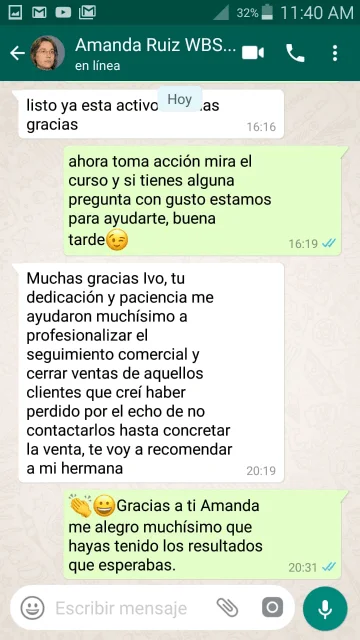 32% 11:40 AM
Amanda Ruiz WBS...
en línea
Hoy
listo ya esta activo
as
gracias
16:16
ahora toma acción mira el
curso y si tienes alguna
pregunta con gusto estamos
para ayudarte, buena
tarde😉
16:19
Muchas gracias Ivo, tu
dedicación y paciencia me
ayudaron muchísimo a
profesionalizar el
seguimiento comercial y
cerrar ventas de aquellos
clientes que creí haber
perdido por el echo de no
contactarlos hasta concretar
la venta, te voy a recomendar
a mi hermana
20:19
👏😀Gracias a ti Amanda
me alegro muchísimo que
hayas tenido los resultados
que esperabas.
20:31
Escribir mensaje